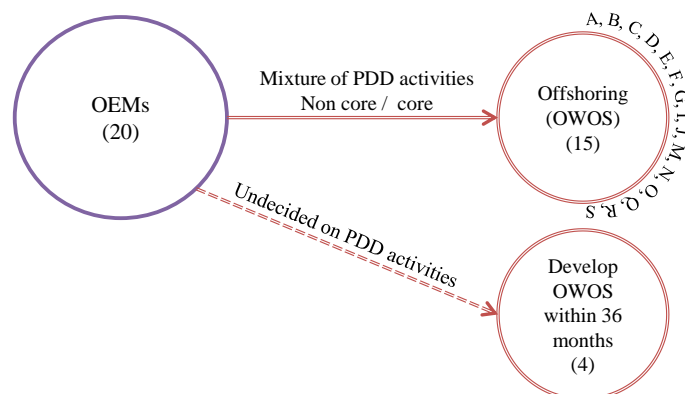 OEMs
(20)
Mixture of PDD activities
Non core / core
Offshoring
(OWOS)
(15)
A, B, C, D, E, F, G, I, J, M, N, O, Q, R, S
Undecided on PDD activities
Develop
OWOS
within 36
months
(4)